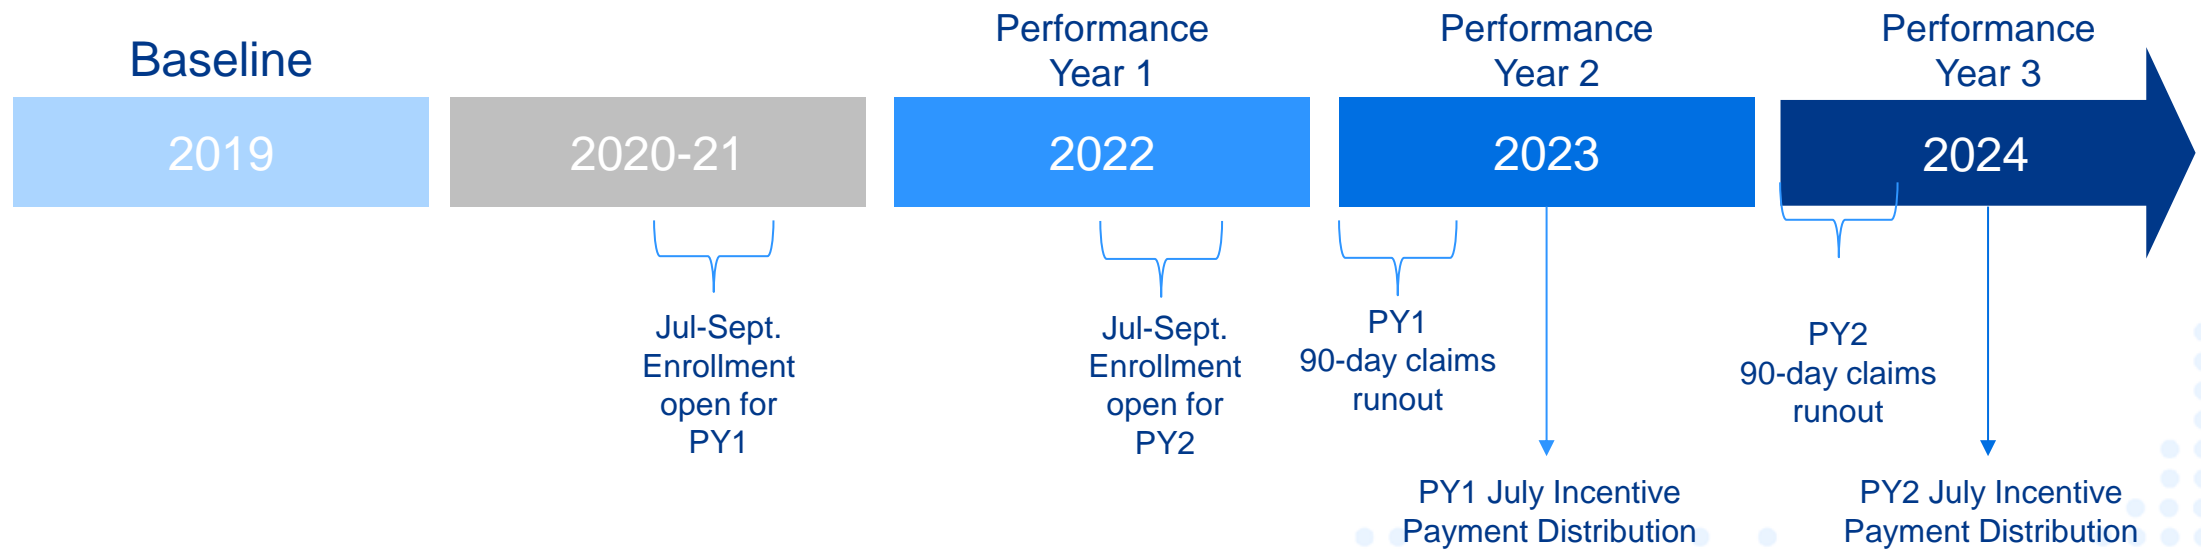 Baseline
2019
2020-21
Performance
Year 1
2022
Performance
Year 2
2023
Performance
Year 3
2024
Jul-Sept.
Enrollment
open for
PY1
Jul-Sept.
Enrollment
open for
PY2
PY1
90-day claims
runout
PY1 July Incentive
Payment Distribution
PY2
90-day claims
runout
PY2 July Incentive
Payment Distribution